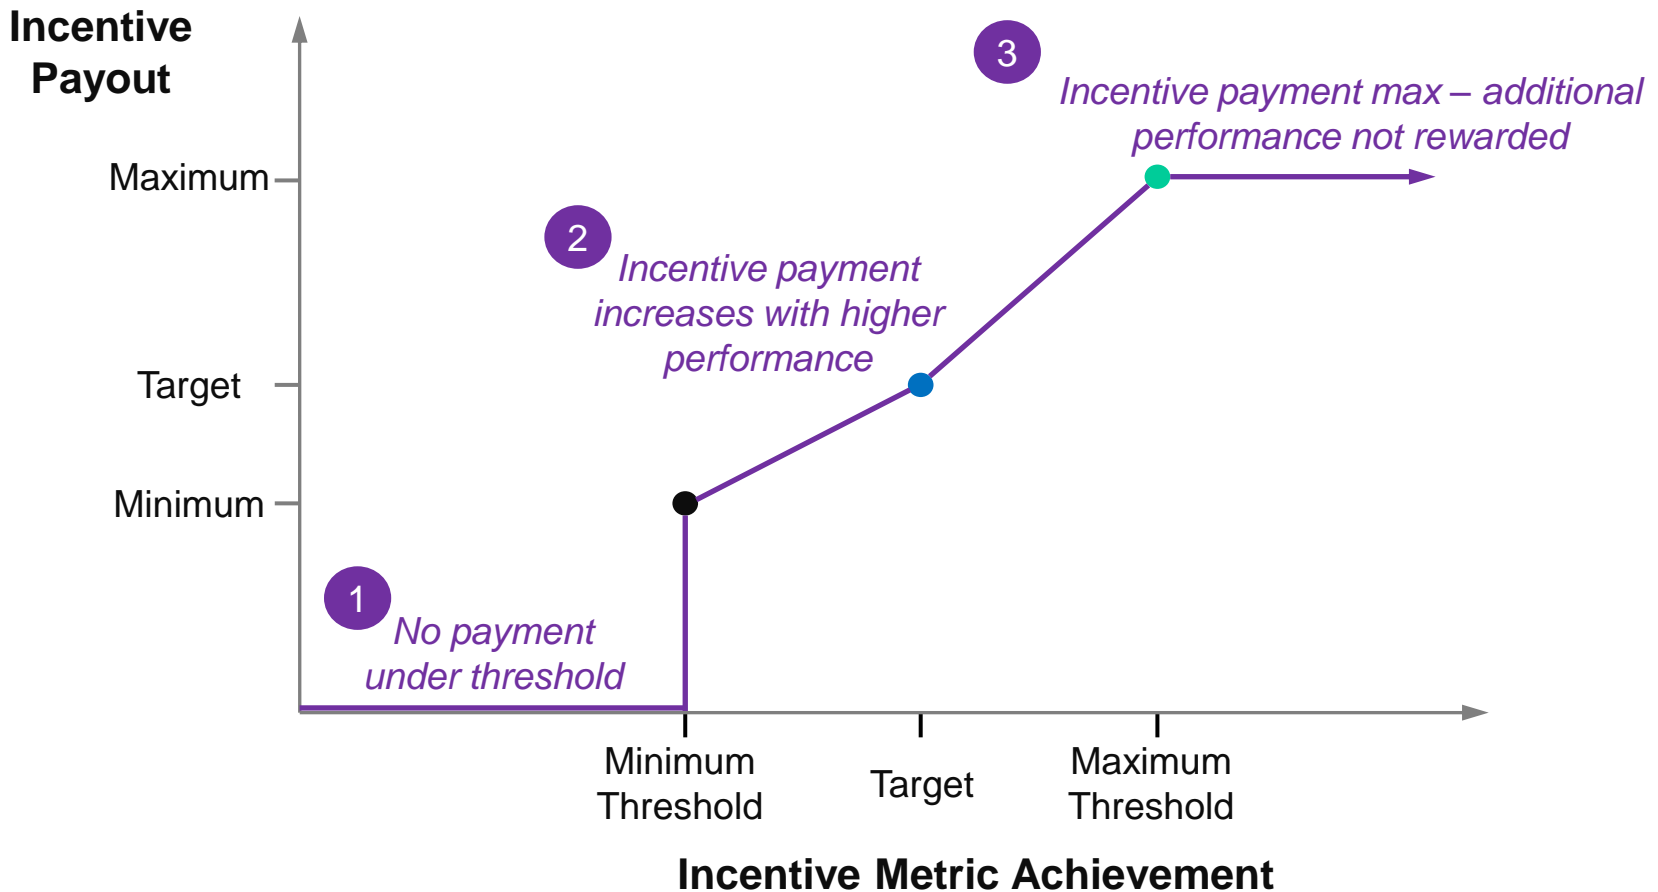 Incentive
Payout
3
Incentive payment max – additional
performance not rewarded
Maximum
2
Incentive payment
increases with higher
performance
Target
Minimum
1
No payment
under threshold
Minimum
Threshold
Target
Maximum
Threshold
Incentive Metric Achievement